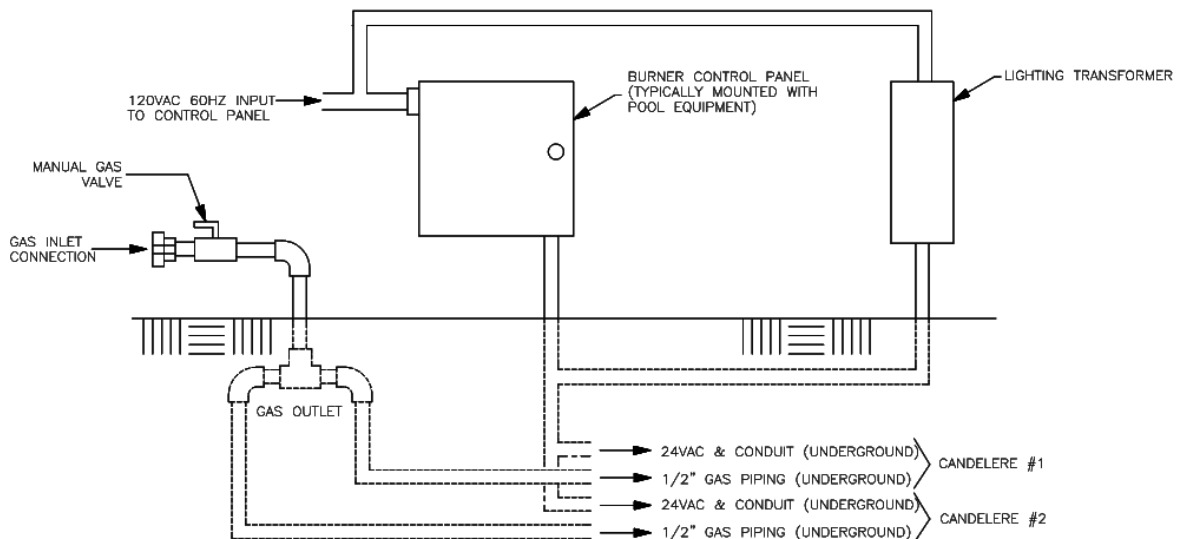 120VAC 60HZ INPUT
TO CONTROL PANEL
BURNER CONTROL PANEL
(TYPICALLY MOUNTED WITH
POOL EQUIPMENT)
LIGHTING TRANSFORMER
MANUAL GAS
VALVE
GAS INLET
CONNECTION
GAS OUTLET
24VAC & CONDUIT (UNDERGROUND)
1/2" GAS PIPING (UNDERGROUND)
CANDELERE #1
24VAC & CONDUIT (UNDERGROUND)
1/2" GAS PIPING (UNDERGROUND)
CANDELERE #2